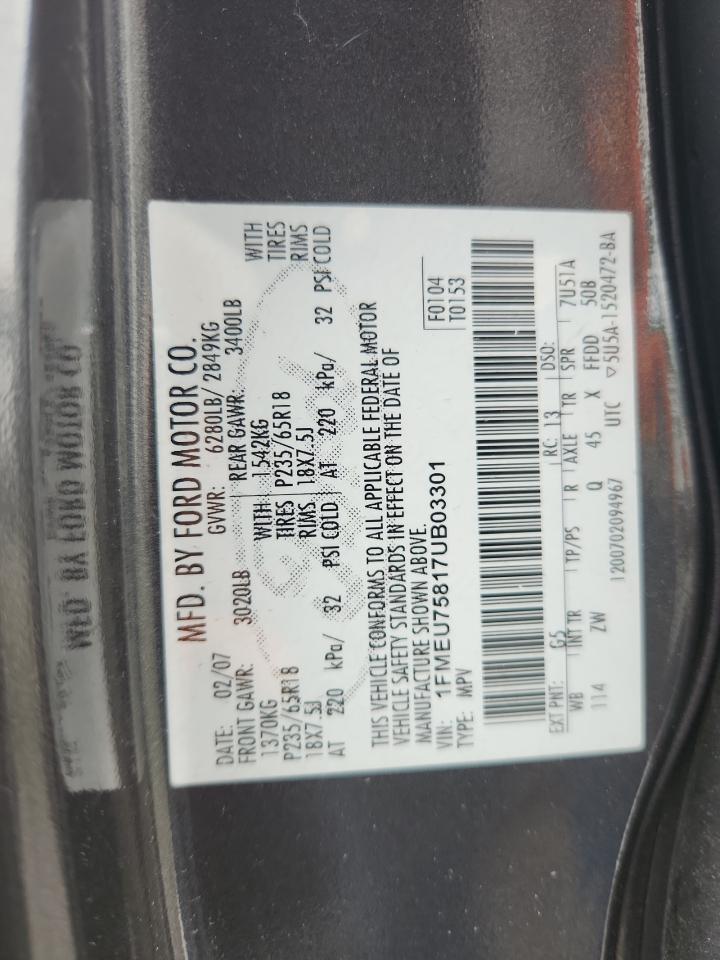 MFD. BY FORD MOTOR CO.
DATE: 02/07 GVWR: 6280LB/ 2849KG
FRONT GAWR: 3020LB REAR GAWR: 3400LB
1370KG WITH 1542KG WITH
P235/65R18 TIRES P235/65R18 TIRES
18X7.5J RIMS 18X7.5J RIMS
AT 220 kPa/ 32 PSI COLD AT 220 kPa/ 32 PSI COLD
THIS VEHICLE CONFORMS TO ALL APPLICABLE FEDERAL MOTOR
VEHICLE SAFETY STANDARDS IN EFFECT ON THE DATE OF
MANUFACTURE SHOWN ABOVE.
VIN: 1FMEU75817UB03301
TYPE: MPV
F0104
T0153
EXT PNT: G5 RC: 13 DSO:
WB INT TR TP/PS R AXLE TR SPR 7U51A
114 ZW Q 45 X FFDD 50B
1200702094967 UTC ▽5U5A-1520472-BA